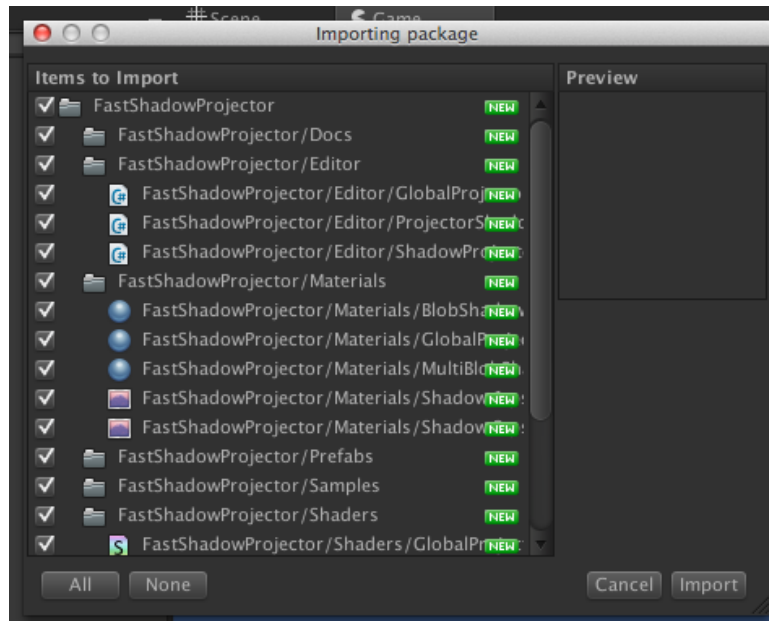 Scene Game
Importing package
Items to Import
Preview
FastShadowProjector NEW
FastShadowProjector/Docs NEW
FastShadowProjector/Editor NEW
FastShadowProjector/Editor/GlobalProj NEW
FastShadowProjector/Editor/ProjectorS NEW
FastShadowProjector/Editor/ShadowPr NEW
FastShadowProjector/Materials NEW
FastShadowProjector/Materials/BlobSha NEW
FastShadowProjector/Materials/GlobalP NEW
FastShadowProjector/Materials/MultiBl NEW
FastShadowProjector/Materials/Shadow NEW
FastShadowProjector/Materials/Shadow NEW
FastShadowProjector/Prefabs NEW
FastShadowProjector/Samples NEW
FastShadowProjector/Shaders NEW
FastShadowProjector/Shaders/GlobalPr NEW
All None Cancel Import